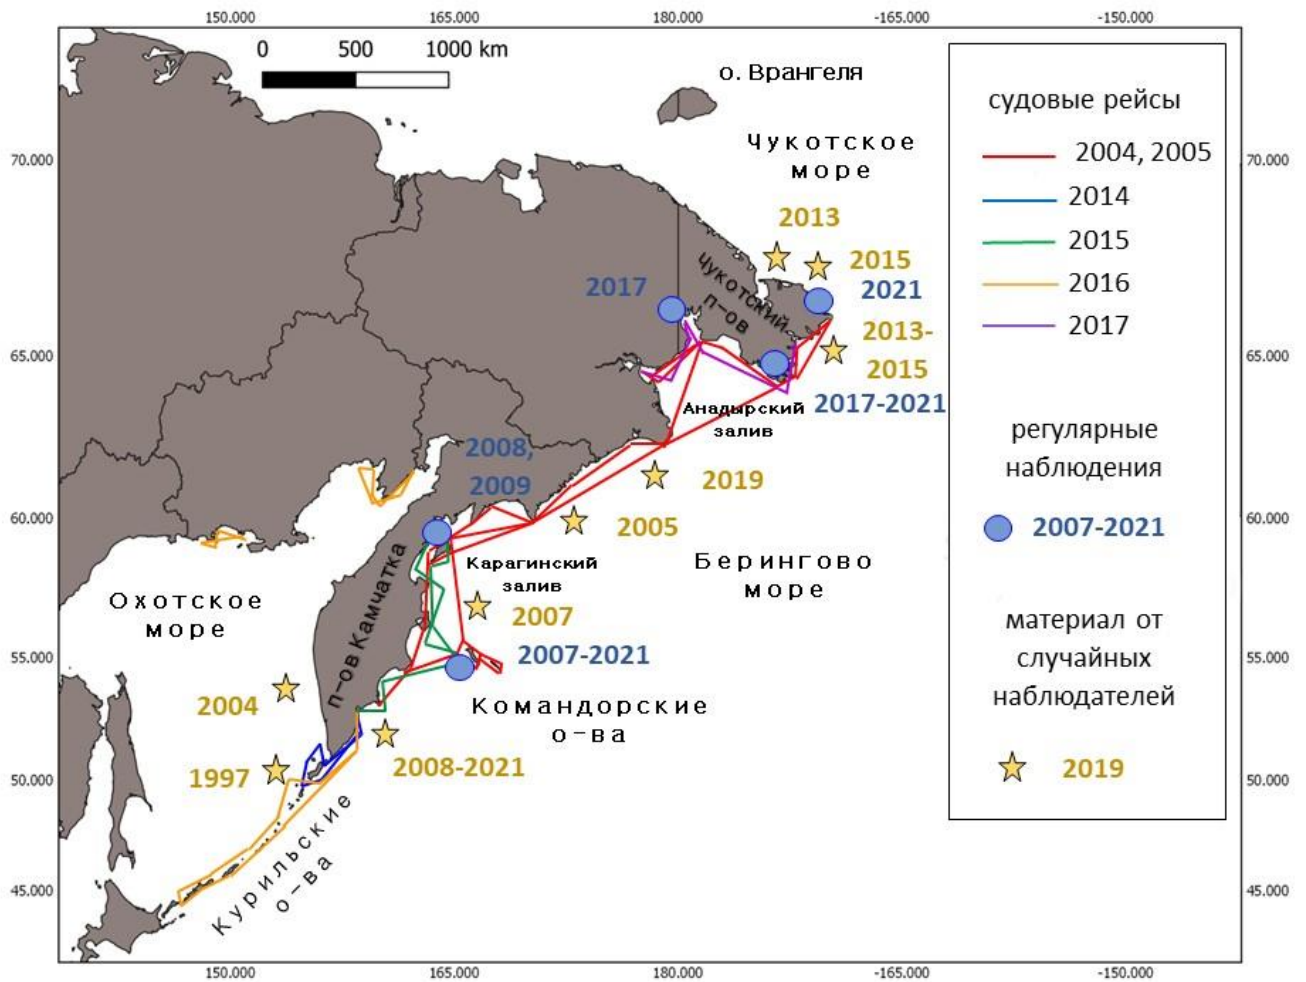 150.000 165.000 180.000 -165.000 -150.000
0 500 1000 km
о. Врангеля
Чукотское
море
70.000
70.000
2013
2015
2021
2017
Чукотский
п-ов
2013-
2015
65.000
65.000
2017-2021
Анадырский
залив
2008,
2009
2019
60.000
60.000
2005
Карагинский
залив
Берингово
море
Охотское
море
п-ов Камчатка
2007
2007-2021
55.000
55.000
2004
Командорские
о-ва
1997
2008-2021
50.000
50.000
Курильские
о-ва
45.000
45.000
150.000 165.000 180.000 -165.000 -150.000
судовые рейсы
2004, 2005
2014
2015
2016
2017
регулярные
наблюдения
2007-2021
материал от
случайных
наблюдателей
2019